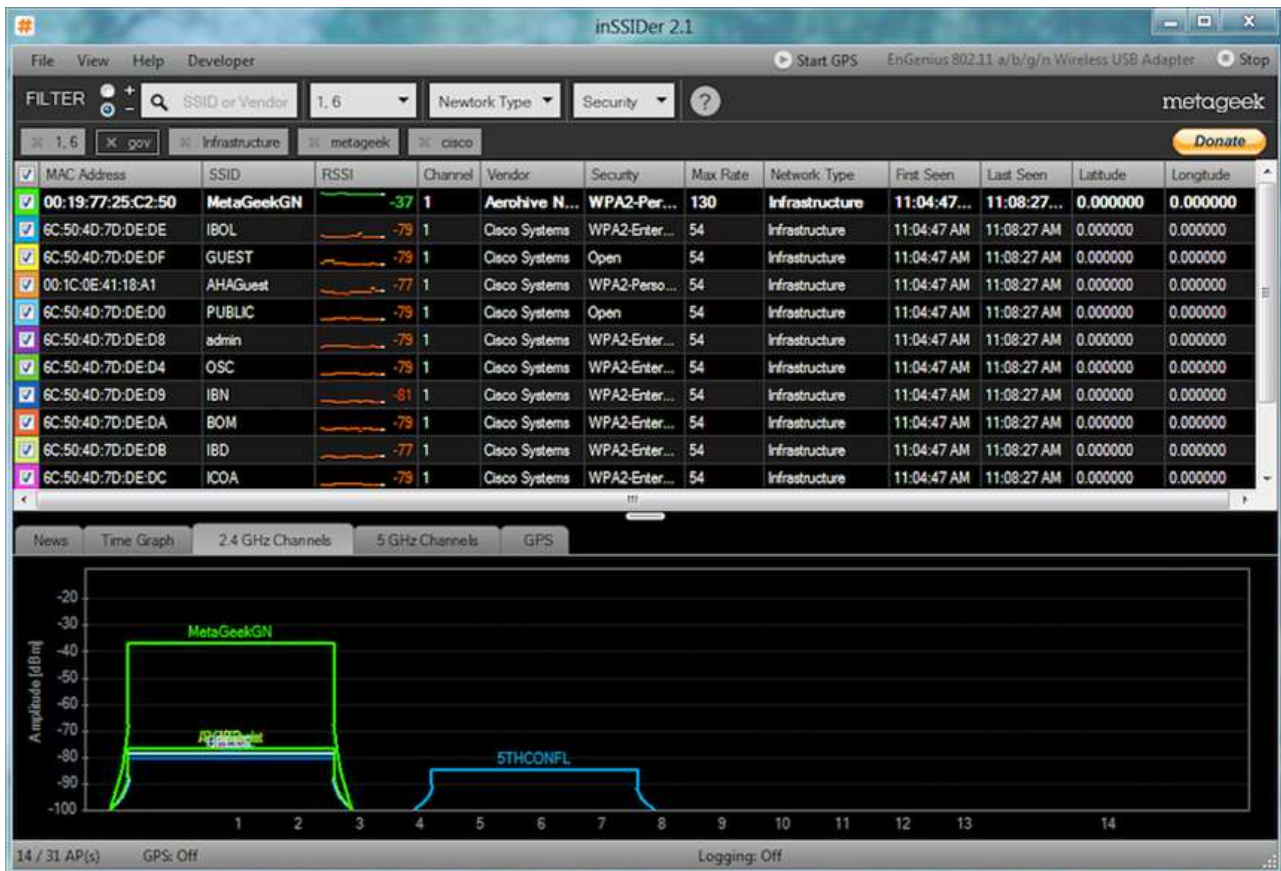 inSSIDer 2.1
File View Help Developer Start GPS EnGenius 802.11 a/b/g/n Wireless USB Adapter Stop
FILTER + - SSID or Vendor 1, 6 Newtork Type Security ? metageek
1, 6 gov Infrastructure metageek cisco Donate
MAC Address SSID RSSI Channel Vendor Security Max Rate Network Type First Seen Last Seen Latitude Longitude
00:19:77:25:C2:50 MetaGeekGN -37 1 Aerohive N... WPA2-Per... 130 Infrastructure 11:04:47... 11:08:27... 0.000000 0.000000
6C:50:4D:7D:DE:DE IBOL -79 1 Cisco Systems WPA2-Enter... 54 Infrastructure 11:04:47 AM 11:08:27 AM 0.000000 0.000000
6C:50:4D:7D:DE:DF GUEST -79 1 Cisco Systems Open 54 Infrastructure 11:04:47 AM 11:08:27 AM 0.000000 0.000000
00:1C:0E:41:18:A1 AHAGuest -77 1 Cisco Systems WPA2-Perso... 54 Infrastructure 11:04:47 AM 11:08:27 AM 0.000000 0.000000
6C:50:4D:7D:DE:D0 PUBLIC -79 1 Cisco Systems Open 54 Infrastructure 11:04:47 AM 11:08:27 AM 0.000000 0.000000
6C:50:4D:7D:DE:D8 admin -79 1 Cisco Systems WPA2-Enter... 54 Infrastructure 11:04:47 AM 11:08:27 AM 0.000000 0.000000
6C:50:4D:7D:DE:D4 OSC -79 1 Cisco Systems WPA2-Enter... 54 Infrastructure 11:04:47 AM 11:08:27 AM 0.000000 0.000000
6C:50:4D:7D:DE:D9 IBN -81 1 Cisco Systems WPA2-Enter... 54 Infrastructure 11:04:47 AM 11:08:27 AM 0.000000 0.000000
6C:50:4D:7D:DE:DA BOM -79 1 Cisco Systems WPA2-Enter... 54 Infrastructure 11:04:47 AM 11:08:27 AM 0.000000 0.000000
6C:50:4D:7D:DE:DB IBD -77 1 Cisco Systems WPA2-Enter... 54 Infrastructure 11:04:47 AM 11:08:27 AM 0.000000 0.000000
6C:50:4D:7D:DE:DC ICOA -79 1 Cisco Systems WPA2-Enter... 54 Infrastructure 11:04:47 AM 11:08:27 AM 0.000000 0.000000
News Time Graph 2.4 GHz Channels 5 GHz Channels GPS
Amplitude [dBm]
-20
-30
MetaGeekGN
-40
-50
-60
-70
-80
5THCONFL
-90
-100
1 2 3 4 5 6 7 8 9 10 11 12 13 14
14 / 31 AP(s) GPS: Off Logging: Off